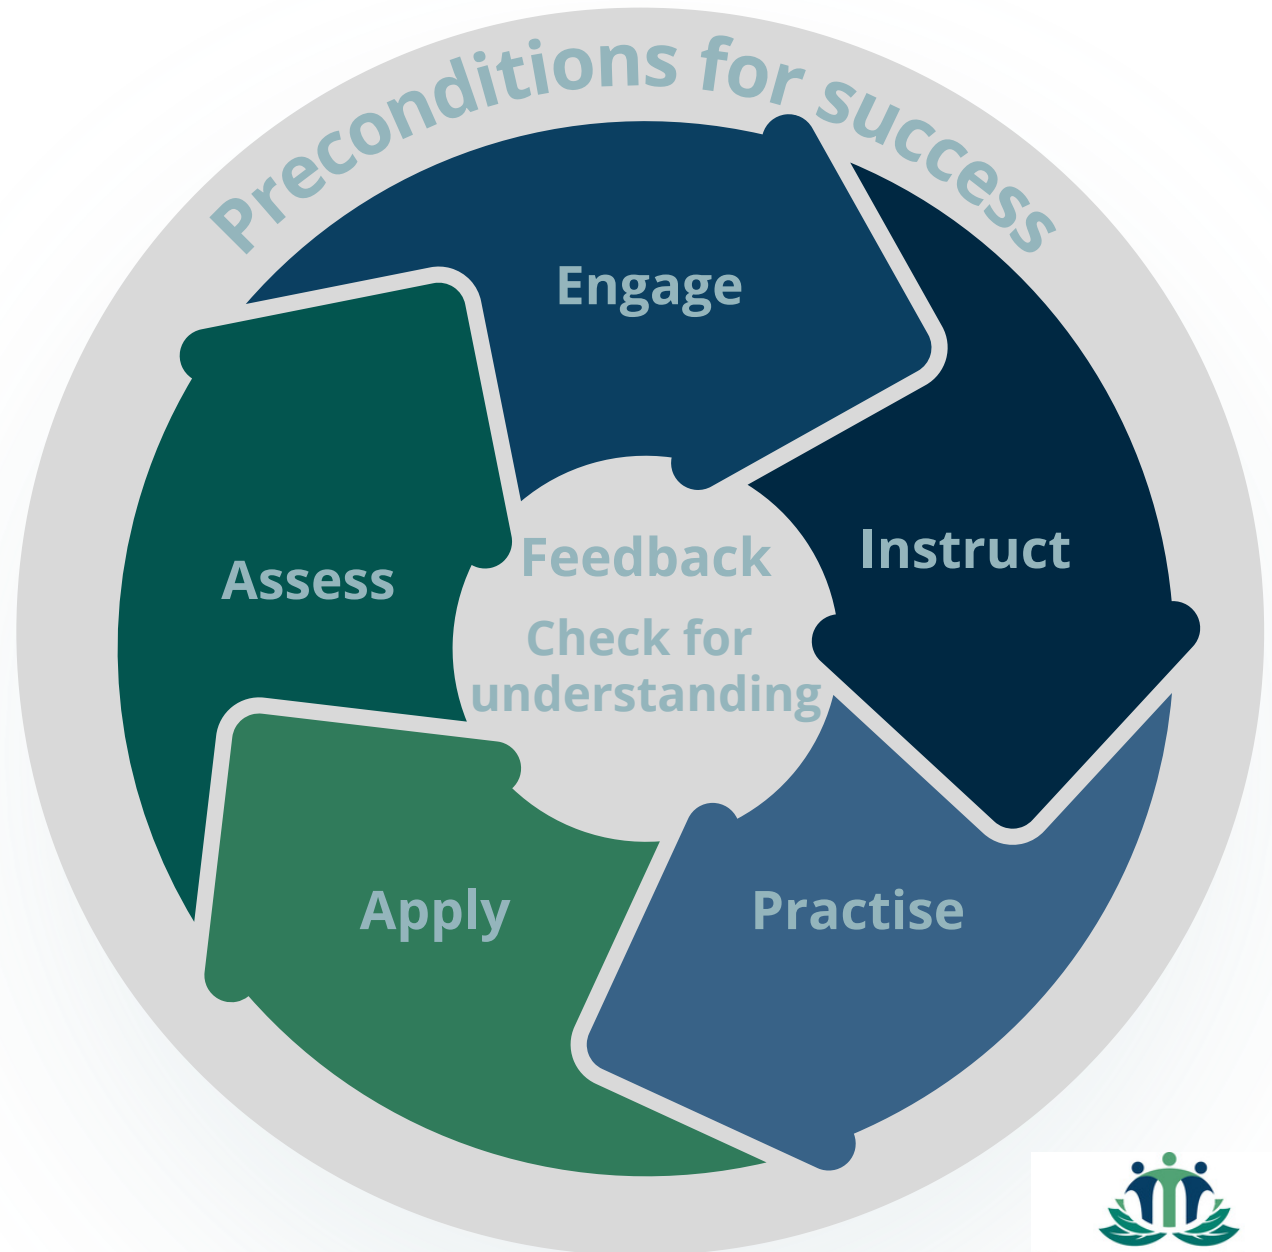 Preconditions for success
Engage
Instruct
Practise
Apply
Assess
Feedback
Check for
understanding